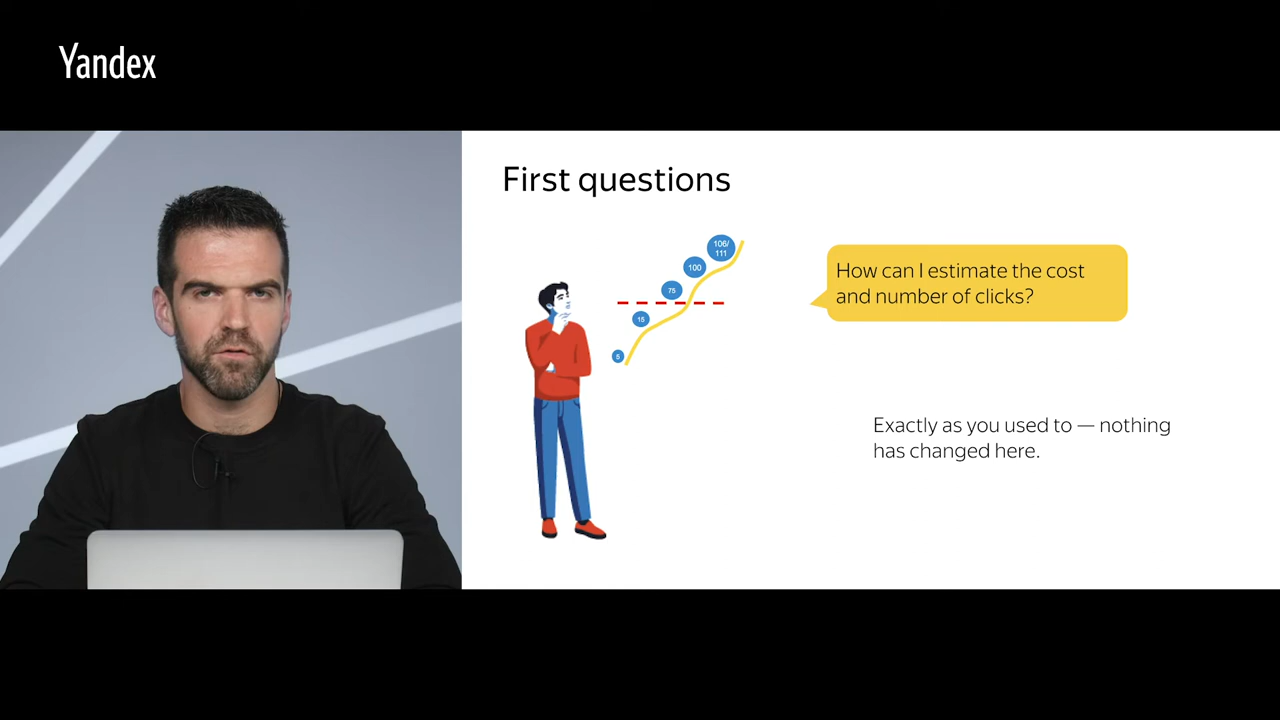 Yandex
First questions
106/
111
100
75
15
5
How can I estimate the cost
and number of clicks?
Exactly as you used to — nothing
has changed here.